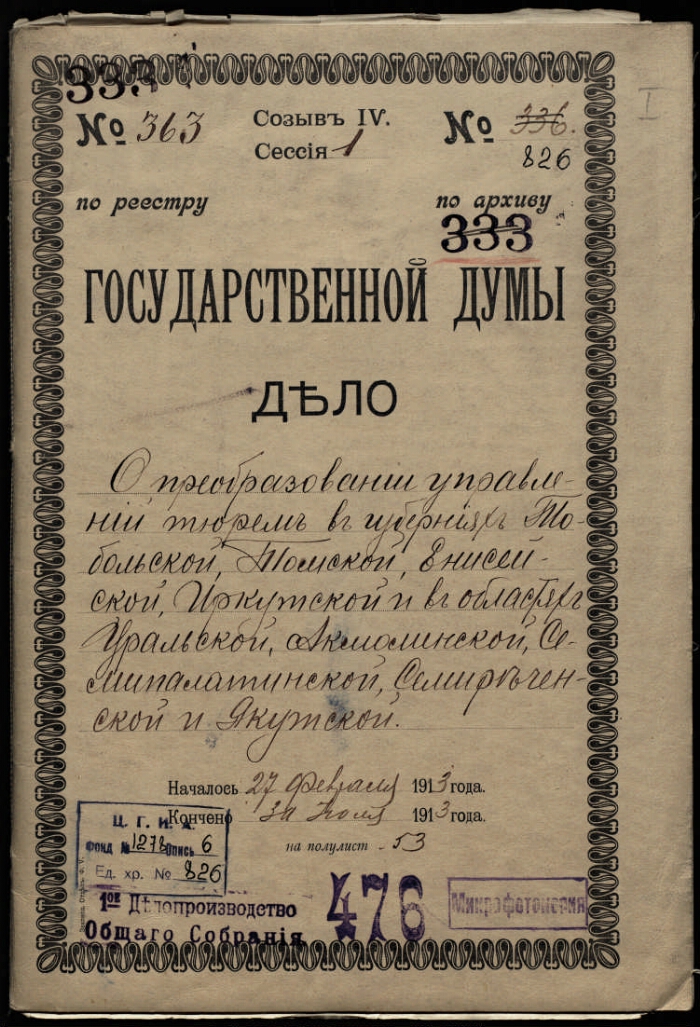 333
№ 363 Созывъ IV. № 336.
Сессія 1 826
по реестру по архиву
333
I
ГОСУДАРСТВЕННОЙ ДУМЫ
ДѢЛО
О преобразованіи управле-
ній тюремъ въ губерніяхъ То-
больской, Томской, Енисей-
ской, Иркутской и въ областяхъ
Уральской, Акмолинской, Се-
мипалатинской, Семирѣчен-
ской и Якутской.
Началось 27 Февраля 1913 года.
Кончено Іюля 1913 года.
на полулист 53
Ц. Г. И. А.
фонд № 1278 опись 6
Ед. хр. № 826
1ое Дѣлопроизводство
Общаго Собранія
476
Микрофотокопия